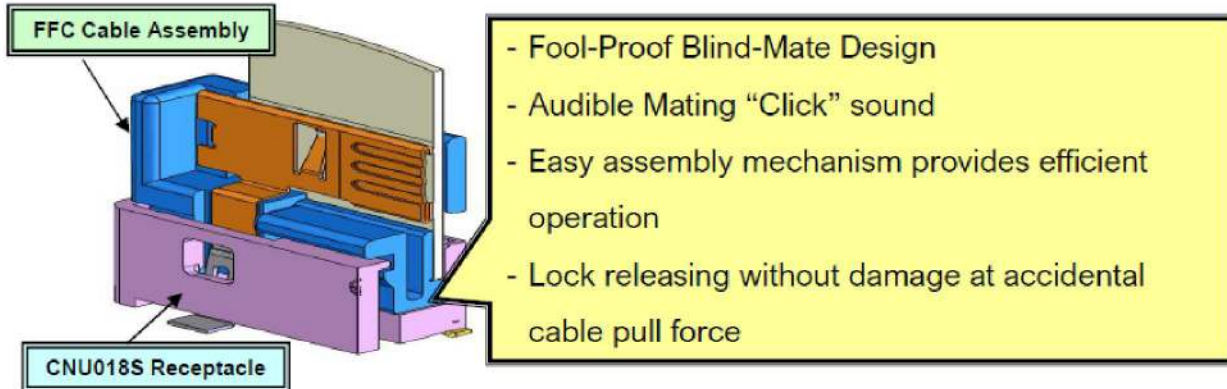 FFC Cable Assembly
CNU018S Receptacle
- Fool-Proof Blind-Mate Design
- Audible Mating “Click” sound
- Easy assembly mechanism provides efficient
operation
- Lock releasing without damage at accidental
cable pull force